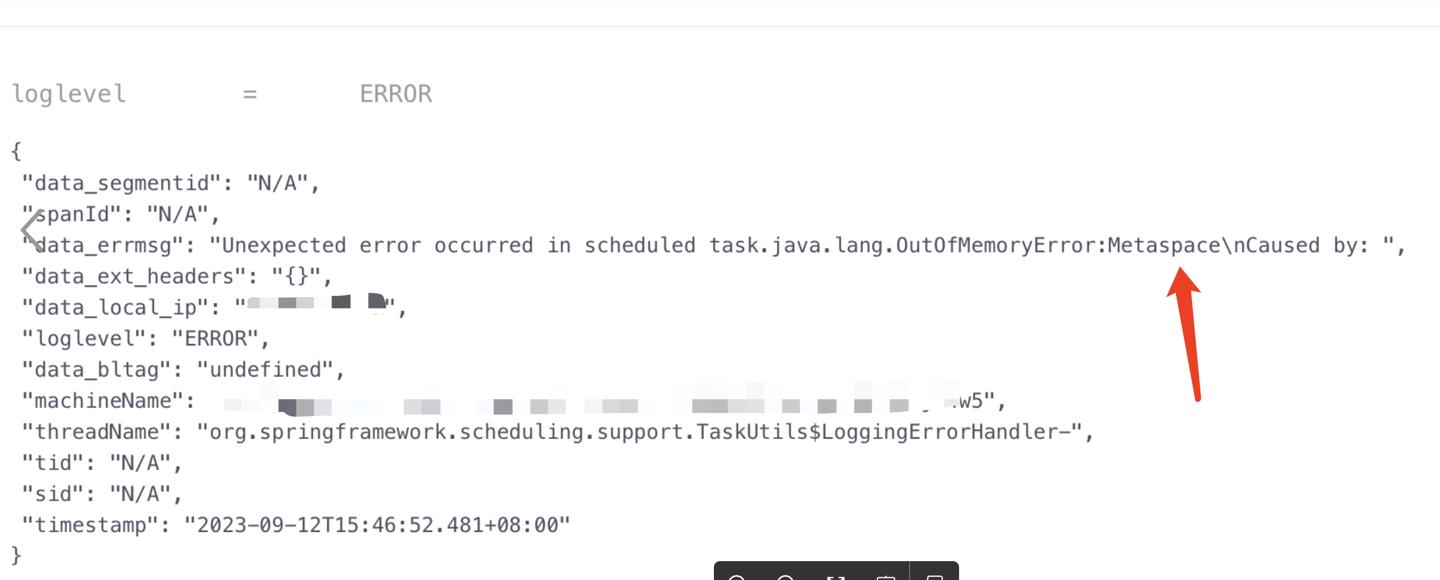 loglevel = ERROR
{
"data_segmentid": "N/A",
"spanId": "N/A",
"data_errmsg": "Unexpected error occurred in scheduled task.java.lang.OutOfMemoryError:Metaspace\nCaused by: ",
"data_ext_headers": "{}",
"data_local_ip": "",
"loglevel": "ERROR",
"data_bltag": "undefined",
"machineName": w5",
"threadName": "org.springframework.scheduling.support.TaskUtils$LoggingErrorHandler-",
"tid": "N/A",
"sid": "N/A",
"timestamp": "2023-09-12T15:46:52.481+08:00"
}